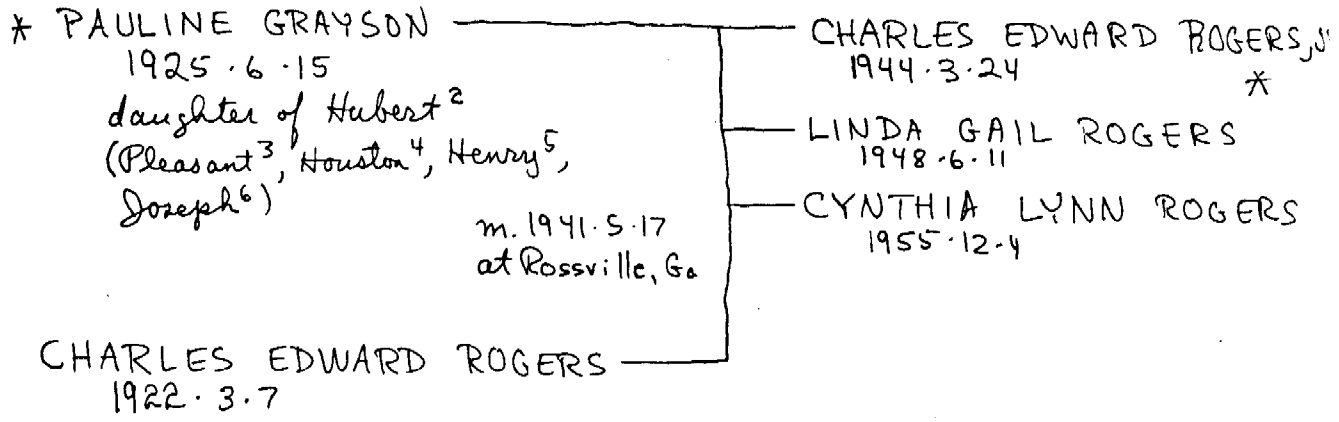 * PAULINE GRAYSON
1925.6.15
daughter of Hubert²
(Pleasant³, Houston⁴, Henry⁵,
Joseph⁶)
m. 1941.5.17
at Rossville, Ga
CHARLES EDWARD ROGERS
1922.3.7
CHARLES EDWARD ROGERS,
1944.3.24
*
LINDA GAIL ROGERS
1948.6.11
CYNTHIA LYNN ROGERS
1955.12.4